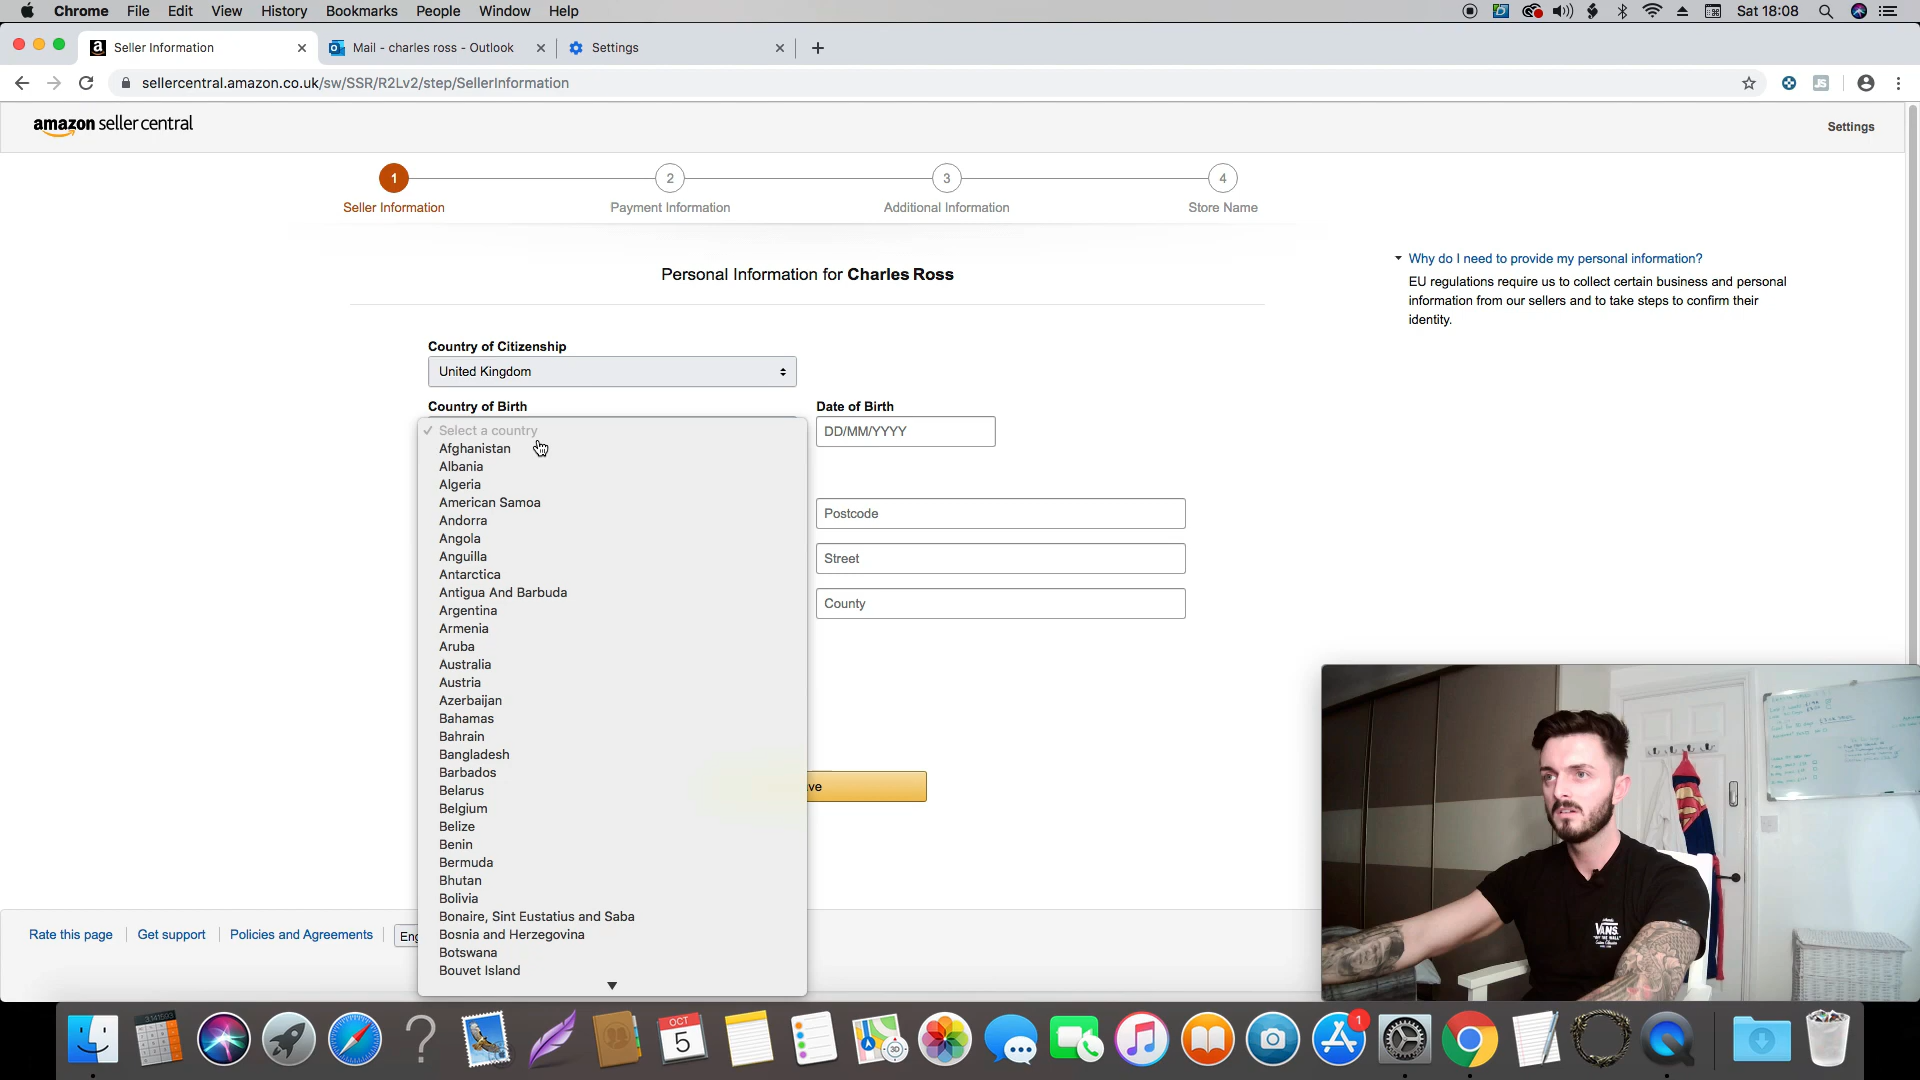 Chrome File Edit View History Bookmarks People Window Help Sat 18:08
Seller Information Mail - charles ross - Outlook Settings
sellercentral.amazon.co.uk/sw/SSR/R2Lv2/step/SellerInformation
amazon seller central Settings
1 2 3 4
Seller Information Payment Information Additional Information Store Name
Personal Information for Charles Ross
Why do I need to provide my personal information?
EU regulations require us to collect certain business and personal
information from our sellers and to take steps to confirm their
identity.
Country of Citizenship
United Kingdom
Country of Birth Date of Birth
Select a country DD/MM/YYYY
Afghanistan
Albania
Algeria
American Samoa
Postcode
Andorra
Angola
Anguilla
Street
Antarctica
Antigua And Barbuda
County
Argentina
Armenia
Aruba
Australia
Austria
Azerbaijan
Bahamas
Bahrain
Bangladesh
Barbados
ve
Belarus
Belgium
Belize
Benin
Bermuda
Bhutan
Bolivia
Bonaire, Sint Eustatius and Saba
Bosnia and Herzegovina
Botswana
Bouvet Island
Rate this page Get support Policies and Agreements Eng
VANS
OCT
5
3D
1